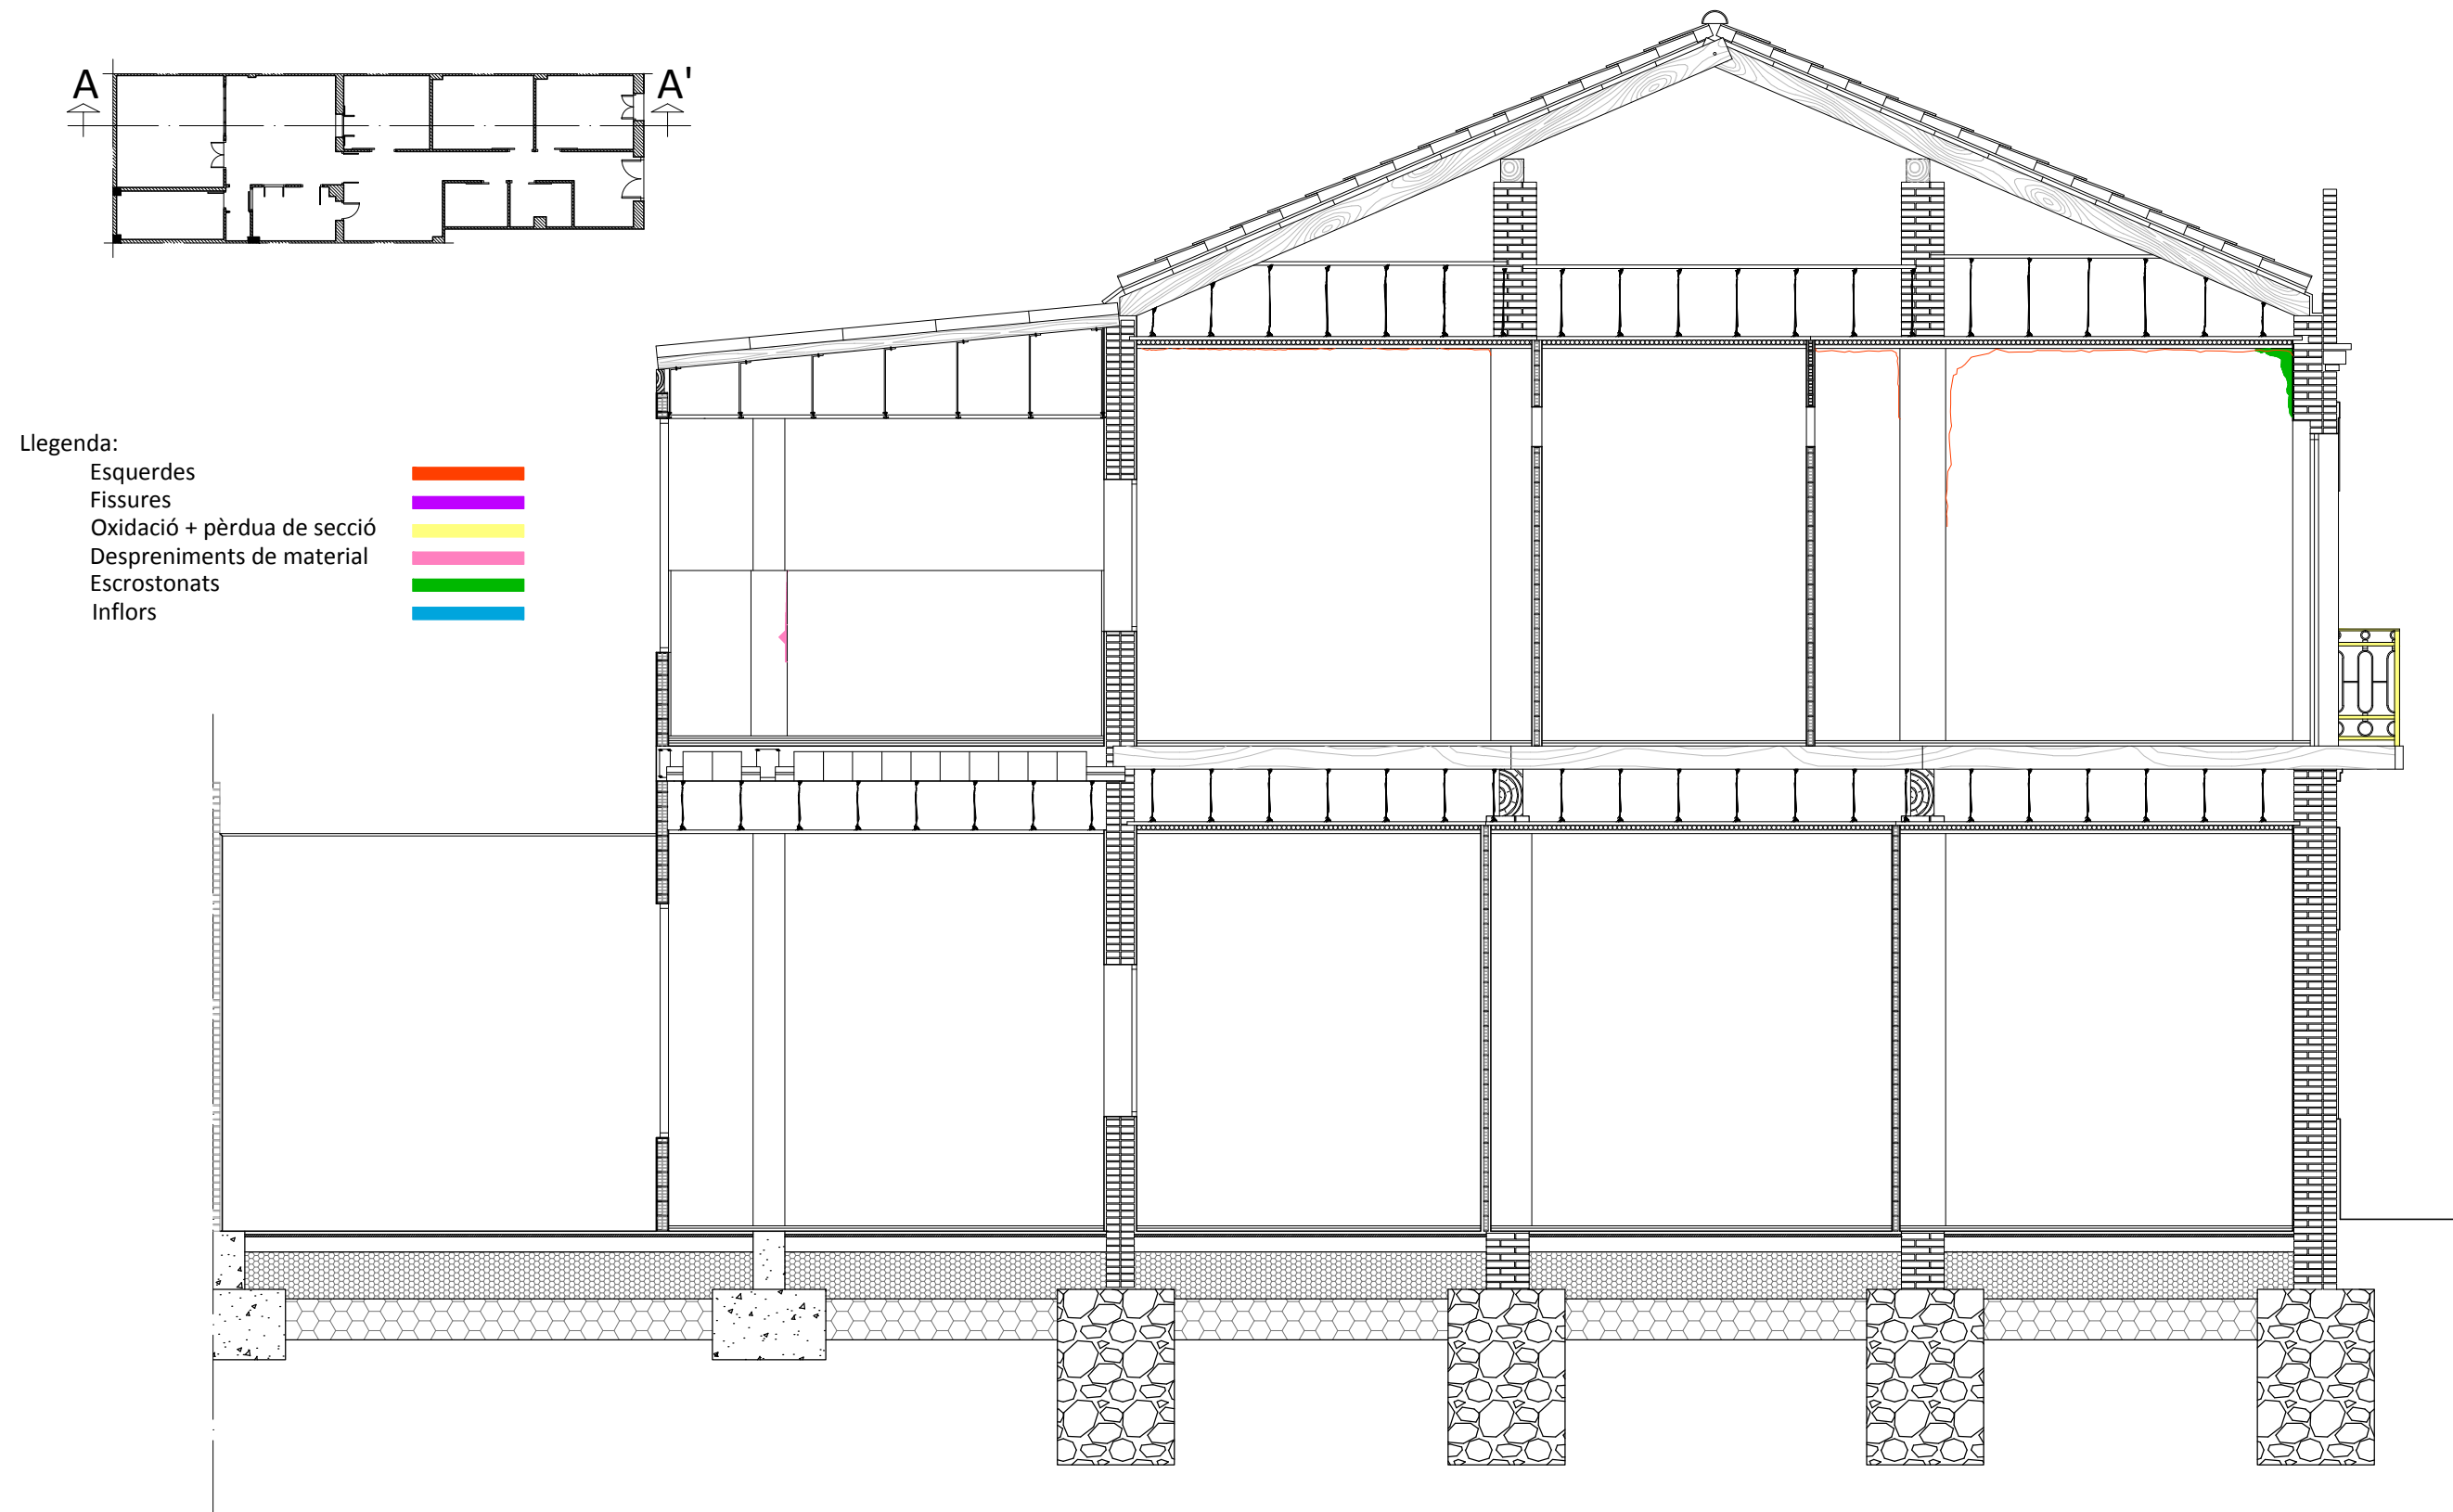 A A'
Llegenda:
Esquerdes
Fissures
Oxidació + pèrdua de secció
Despreniments de material
Escrostonats
Inflors